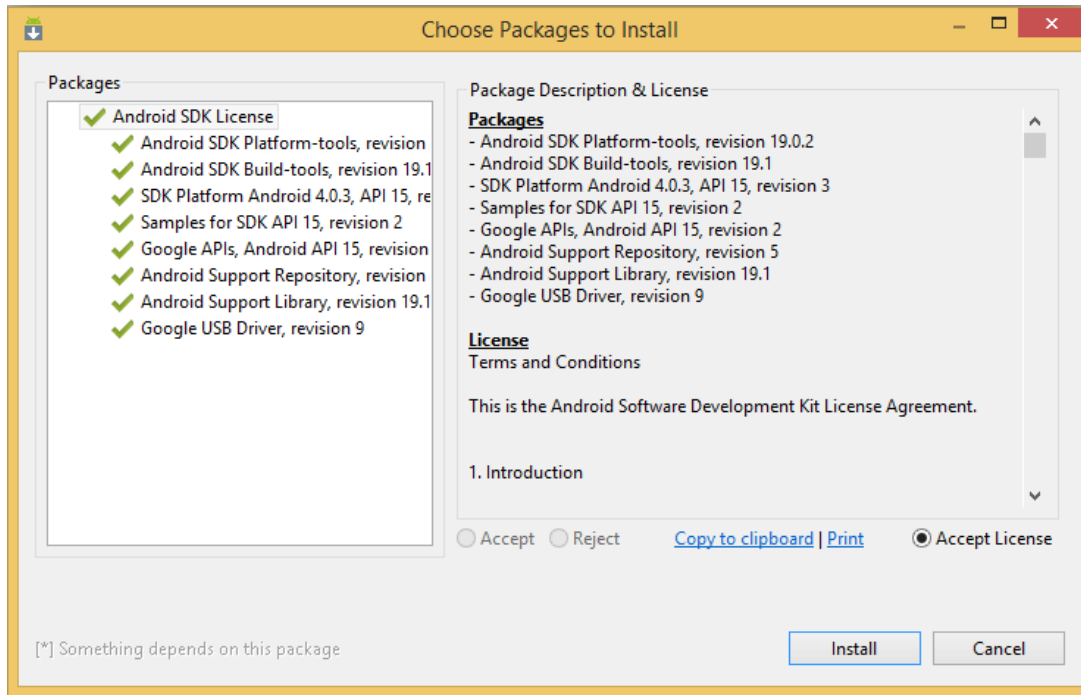 Choose Packages to Install
Packages
Android SDK License
Android SDK Platform-tools, revision
Android SDK Build-tools, revision 19.1
SDK Platform Android 4.0.3, API 15, re
Samples for SDK API 15, revision 2
Google APIs, Android API 15, revision
Android Support Repository, revision
Android Support Library, revision 19.1
Google USB Driver, revision 9
Package Description & License
Packages
- Android SDK Platform-tools, revision 19.0.2
- Android SDK Build-tools, revision 19.1
- SDK Platform Android 4.0.3, API 15, revision 3
- Samples for SDK API 15, revision 2
- Google APIs, Android API 15, revision 2
- Android Support Repository, revision 5
- Android Support Library, revision 19.1
- Google USB Driver, revision 9
License
Terms and Conditions
This is the Android Software Development Kit License Agreement.
1. Introduction
Accept Reject Copy to clipboard | Print Accept License
[*] Something depends on this package
Install Cancel